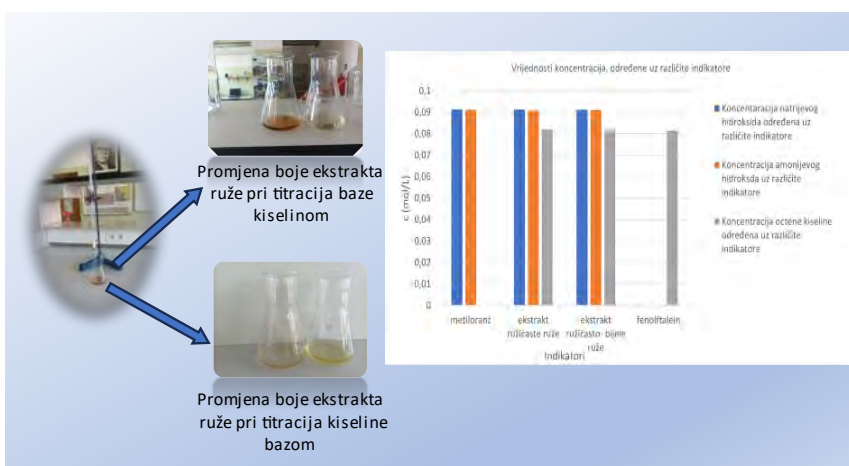 Promjena boje ekstrakta
ruže pri titracija baze
kiselinom
Promjena boje ekstrakta
ruže pri titracija kiseline
bazom
Vrijednosti koncentracija, određene uz različite indikatore
c (mol/L)
0,1
0,09
0,08
0,07
0,06
0,05
0,04
0,03
0,02
0,01
0
metiloranž
ekstrakt
ružičaste ruže
ekstrakt
ružičasto- bijele
ruže
fenolftalein
Indikatori
Koncentaracija natrijevog
hidroksida određena uz
različite indikatore
Koncentracija amonijevog
hidroksda uz različite
indikatore
Koncentracija octene kiseline
određena uz različite
indikatore